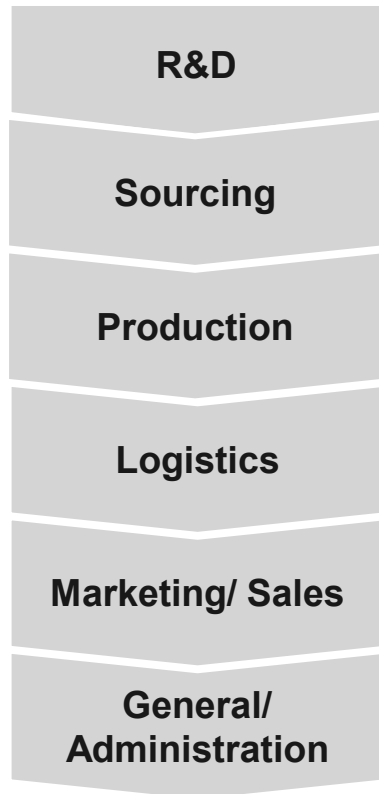 R&D
Sourcing
Production
Logistics
Marketing/ Sales
General/
Administration